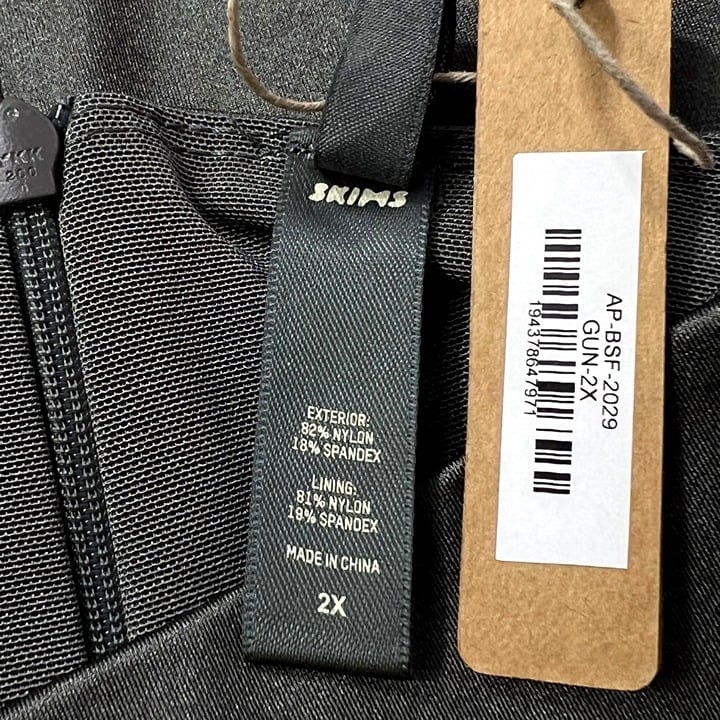 YKK
200
SKIMS
EXTERIOR:
82% NYLON
18% SPANDEX
LINING:
81% NYLON
19% SPANDEX
MADE IN CHINA
2X
AP-BSF-2029
GUN-2X
194378647971